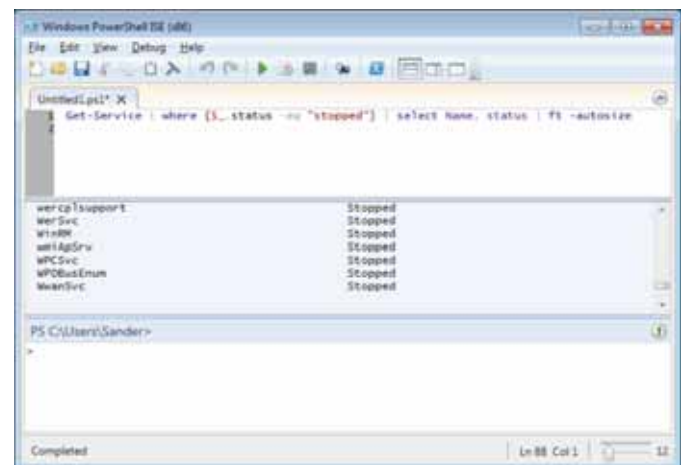 Windows PowerShell ISE (x86)
File Edit View Debug Help
Untitled1.ps1* X
1 Get-Service | where {$_.status -eq "stopped"} | select Name, status | ft -autosize
2
wercplsupport Stopped
WerSvc Stopped
WinRM Stopped
wmiApSrv Stopped
WPCSvc Stopped
WPDBusEnum Stopped
WwanSvc Stopped
PS C:\Users\Sander>
>
Completed Ln 88 Col 1 12